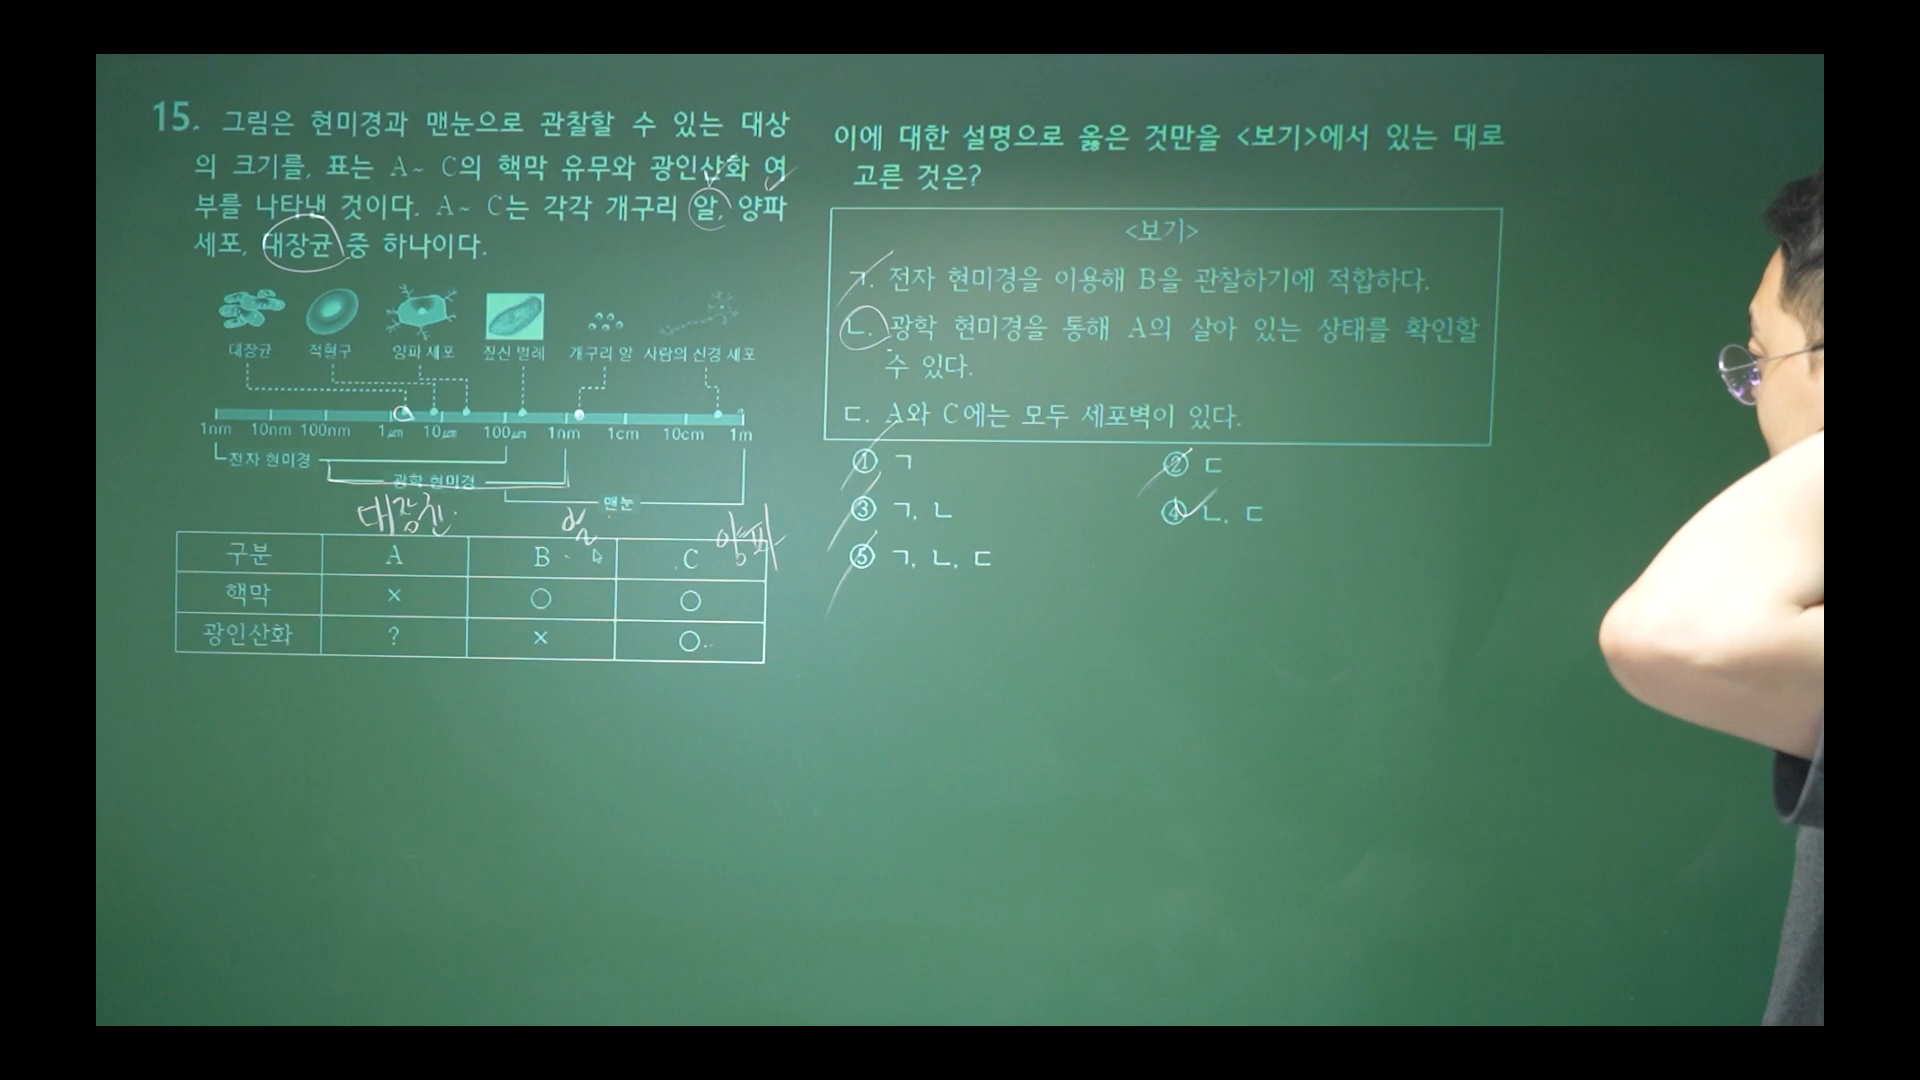 15. 그림은 현미경과 맨눈으로 관찰할 수 있는 대상
의 크기를, 표는 A~ C의 핵막 유무와 광인산화 여
부를 나타낸 것이다. A~ C는 각각 개구리 알, 양파
세포, 대장균 중 하나이다.
대장균 적혈구 양파 세포 짚신 벌레 개구리 알 사람의 신경 세포
1nm 10nm 100nm 1μm 10μm 100μm 1nm 1cm 10cm 1m
전자 현미경
광학 현미경
맨눈
대장균 알 양파
구분 A B C
핵막 × ○ ○
광인산화 ? × ○
이에 대한 설명으로 옳은 것만을 <보기>에서 있는 대로
고른 것은?
<보기>
ㄱ. 전자 현미경을 이용해 B을 관찰하기에 적합하다.
ㄴ. 광학 현미경을 통해 A의 살아 있는 상태를 확인할
수 있다.
ㄷ. A와 C에는 모두 세포벽이 있다.
① ㄱ ② ㄷ
③ ㄱ, ㄴ ④ ㄴ, ㄷ
⑤ ㄱ, ㄴ, ㄷ